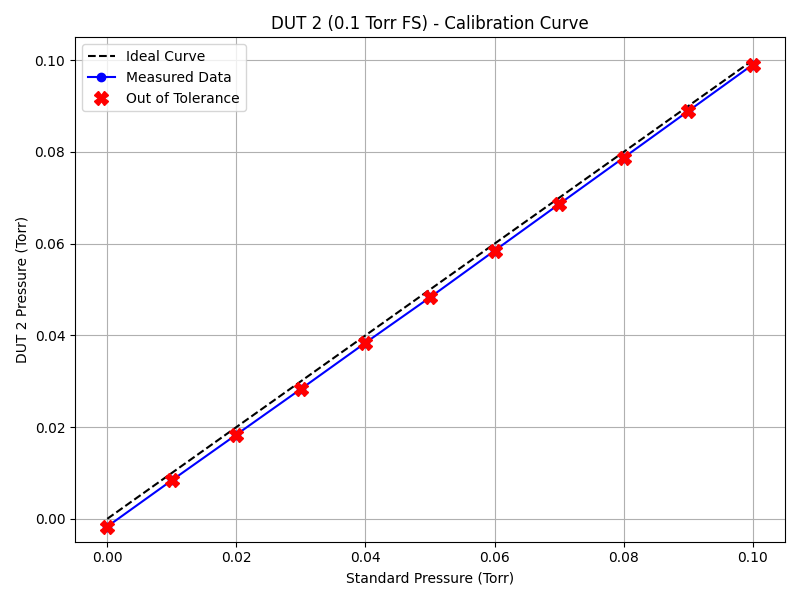 DUT 2 (0.1 Torr FS) - Calibration Curve
Ideal Curve
Measured Data
Out of Tolerance
DUT 2 Pressure (Torr)
0.10
0.08
0.06
0.04
0.02
0.00
0.00 0.02 0.04 0.06 0.08 0.10
Standard Pressure (Torr)